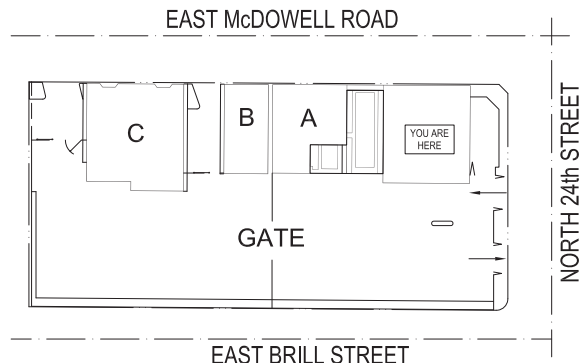 EAST McDOWELL ROAD
C
B
A
YOU ARE
HERE
GATE
NORTH 24th STREET
EAST BRILL STREET